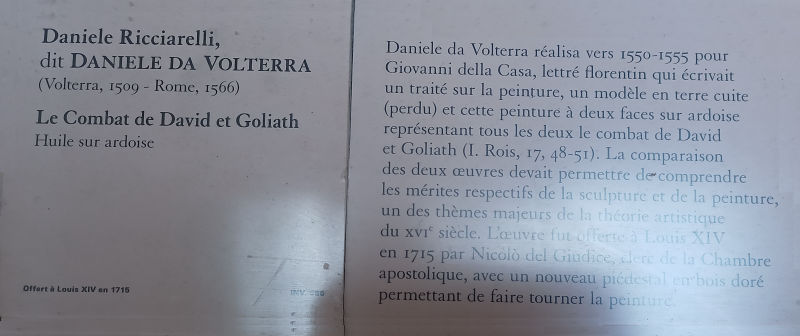 Daniele Ricciarelli,
dit DANIELE DA VOLTERRA
(Volterra, 1509 - Rome, 1566)
Le Combat de David et Goliath
Huile sur ardoise
Offert à Louis XIV en 1715
INV.
Daniele da Volterra réalisa vers 1550-1555 pour
Giovanni della Casa, lettré florentin qui écrivait
un traité sur la peinture, un modèle en terre cuite
(perdu) et cette peinture à deux faces sur ardoise
représentant tous les deux le combat de David
et Goliath (I. Rois, 17, 48-51). La comparaison
des deux œuvres devait permettre de comprendre
les mérites respectifs de la sculpture et de la peinture,
un des thèmes majeurs de la théorie artistique
du XVIe siècle. L'œuvre fut offerte à Louis XIV
en 1715 par Nicolò del Giudice, clerc de la Chambre
apostolique, avec un nouveau piédestal en bois doré
permettant de faire tourner la peinture.